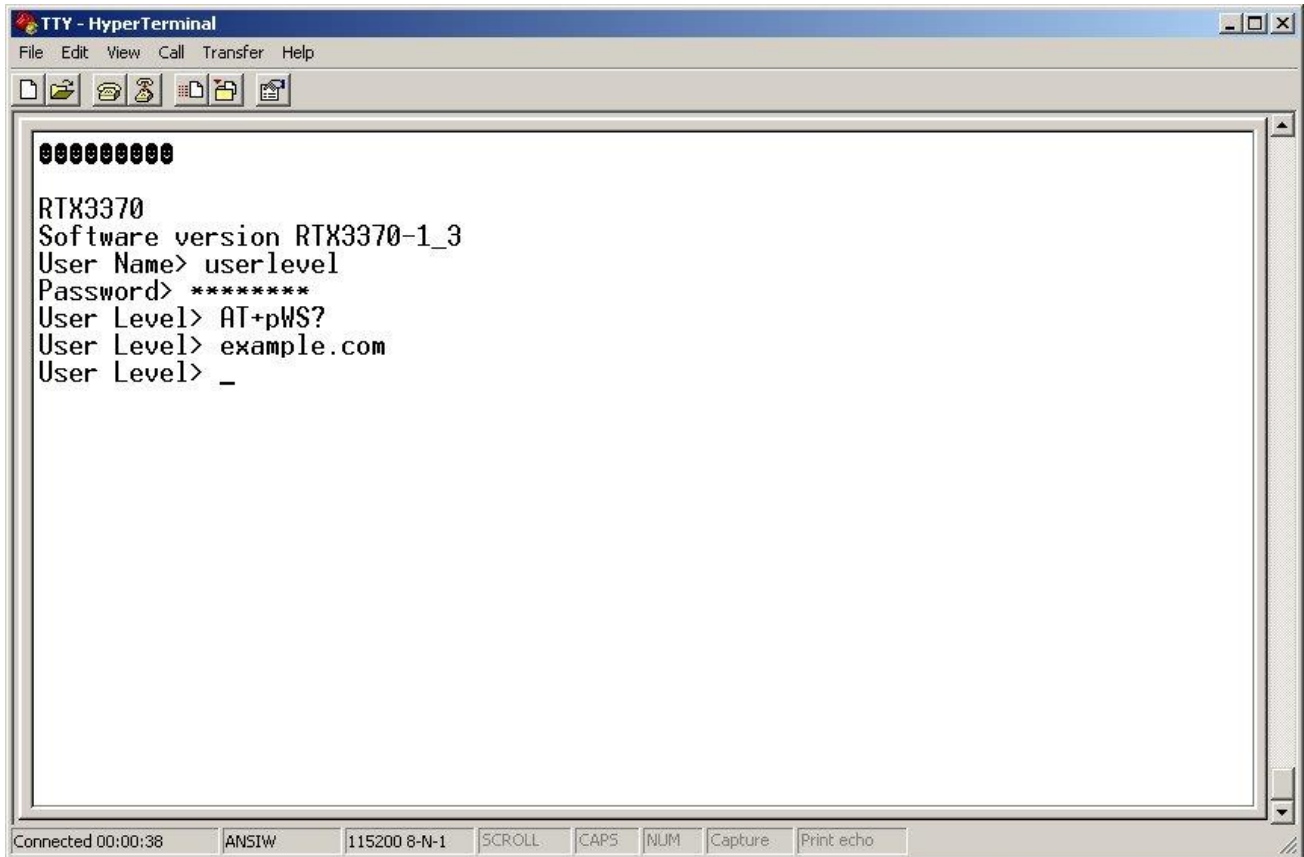 TTY - HyperTerminal
File Edit View Call Transfer Help
RTX3370
Software version RTX3370-1_3
User Name> userlevel
Password> ********
User Level> AT+pWS?
User Level> example.com
User Level> _
Connected 00:00:38 ANSIW 115200 8-N-1 SCROLL CAPS NUM Capture Print echo